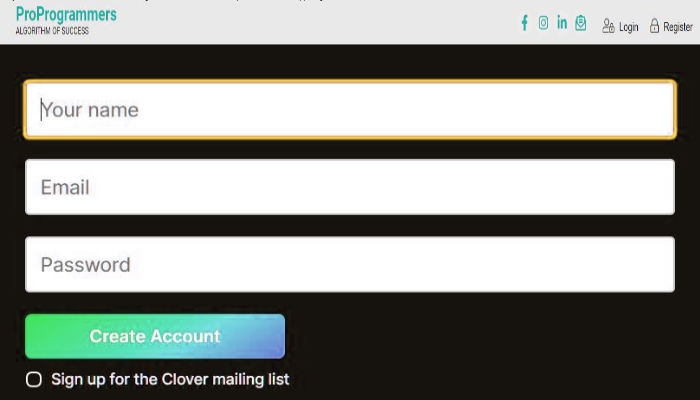 ProProgrammers
ALGORITHM OF SUCCESS
Login Register
Your name
Email
Password
Create Account
Sign up for the Clover mailing list